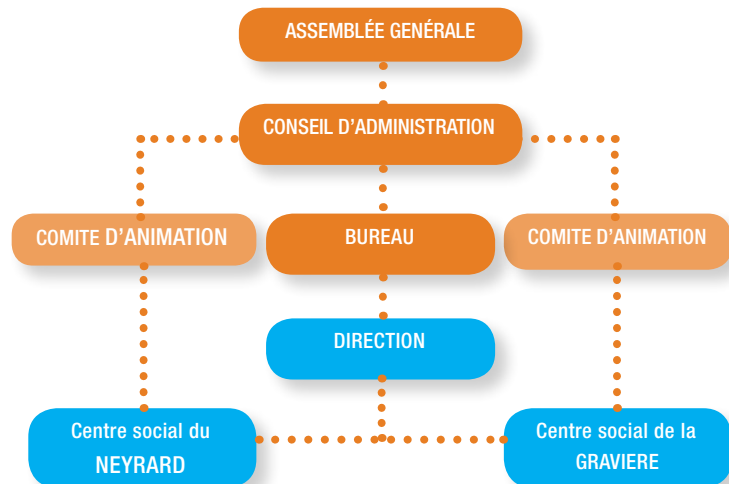 ASSEMBLÉE GENÉRALE
CONSEIL D'ADMINISTRATION
COMITE D'ANIMATION
BUREAU
COMITE D'ANIMATION
DIRECTION
Centre social du
NEYRARD
Centre social de la
GRAVIERE